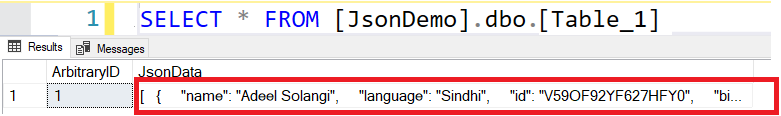 1 SELECT * FROM [JsonDemo].dbo.[Table_1]
Results Messages
ArbitraryID JsonData
1 1 [ { "name": "Adeel Solangi", "language": "Sindhi", "id": "V59OF92YF627HFY0", "bi...